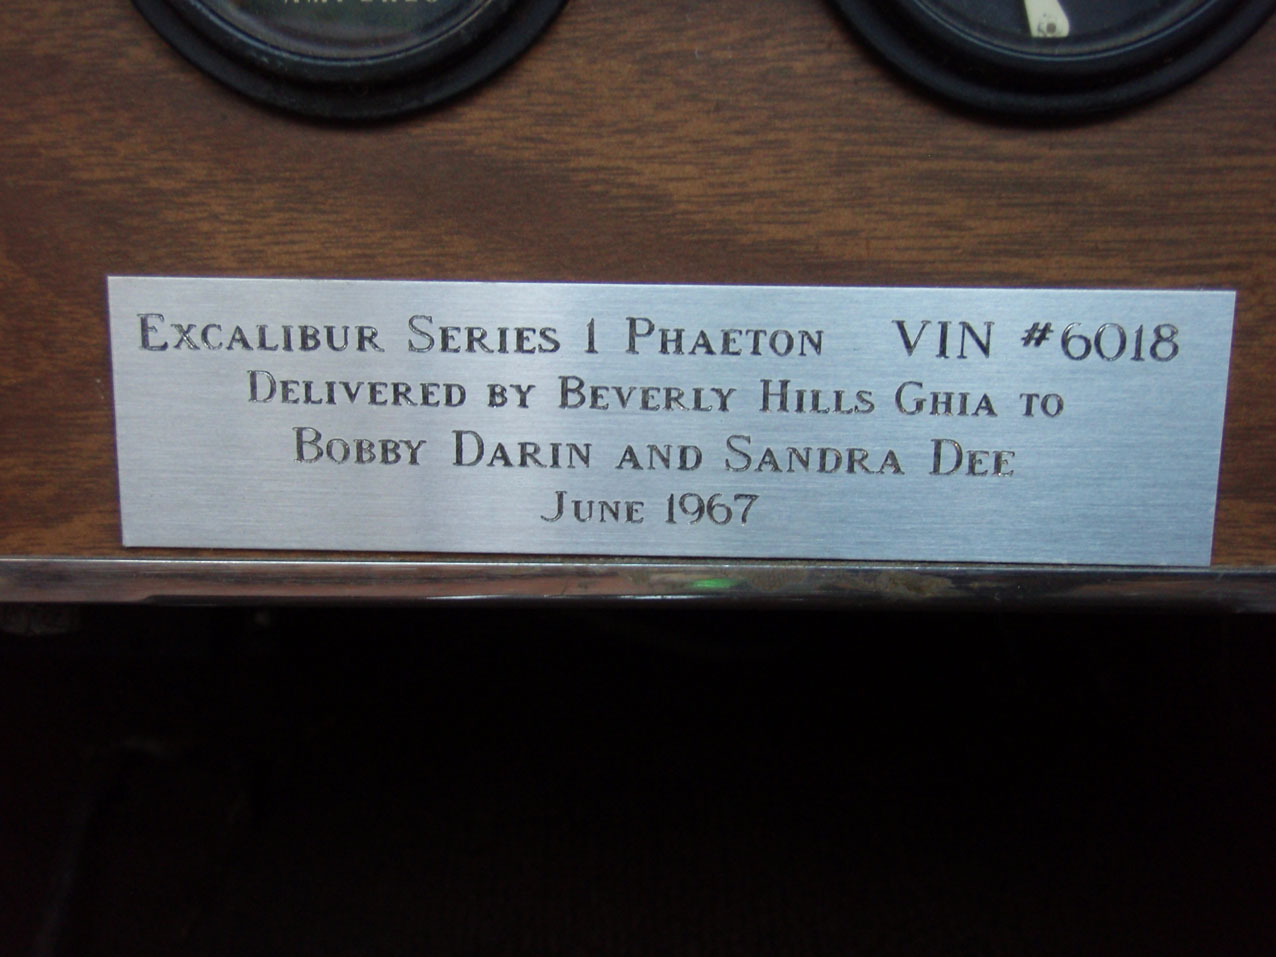 Excalibur Series 1 Phaeton VIN #6018
Delivered by Beverly Hills Ghia to
Bobby Darin and Sandra Dee
June 1967